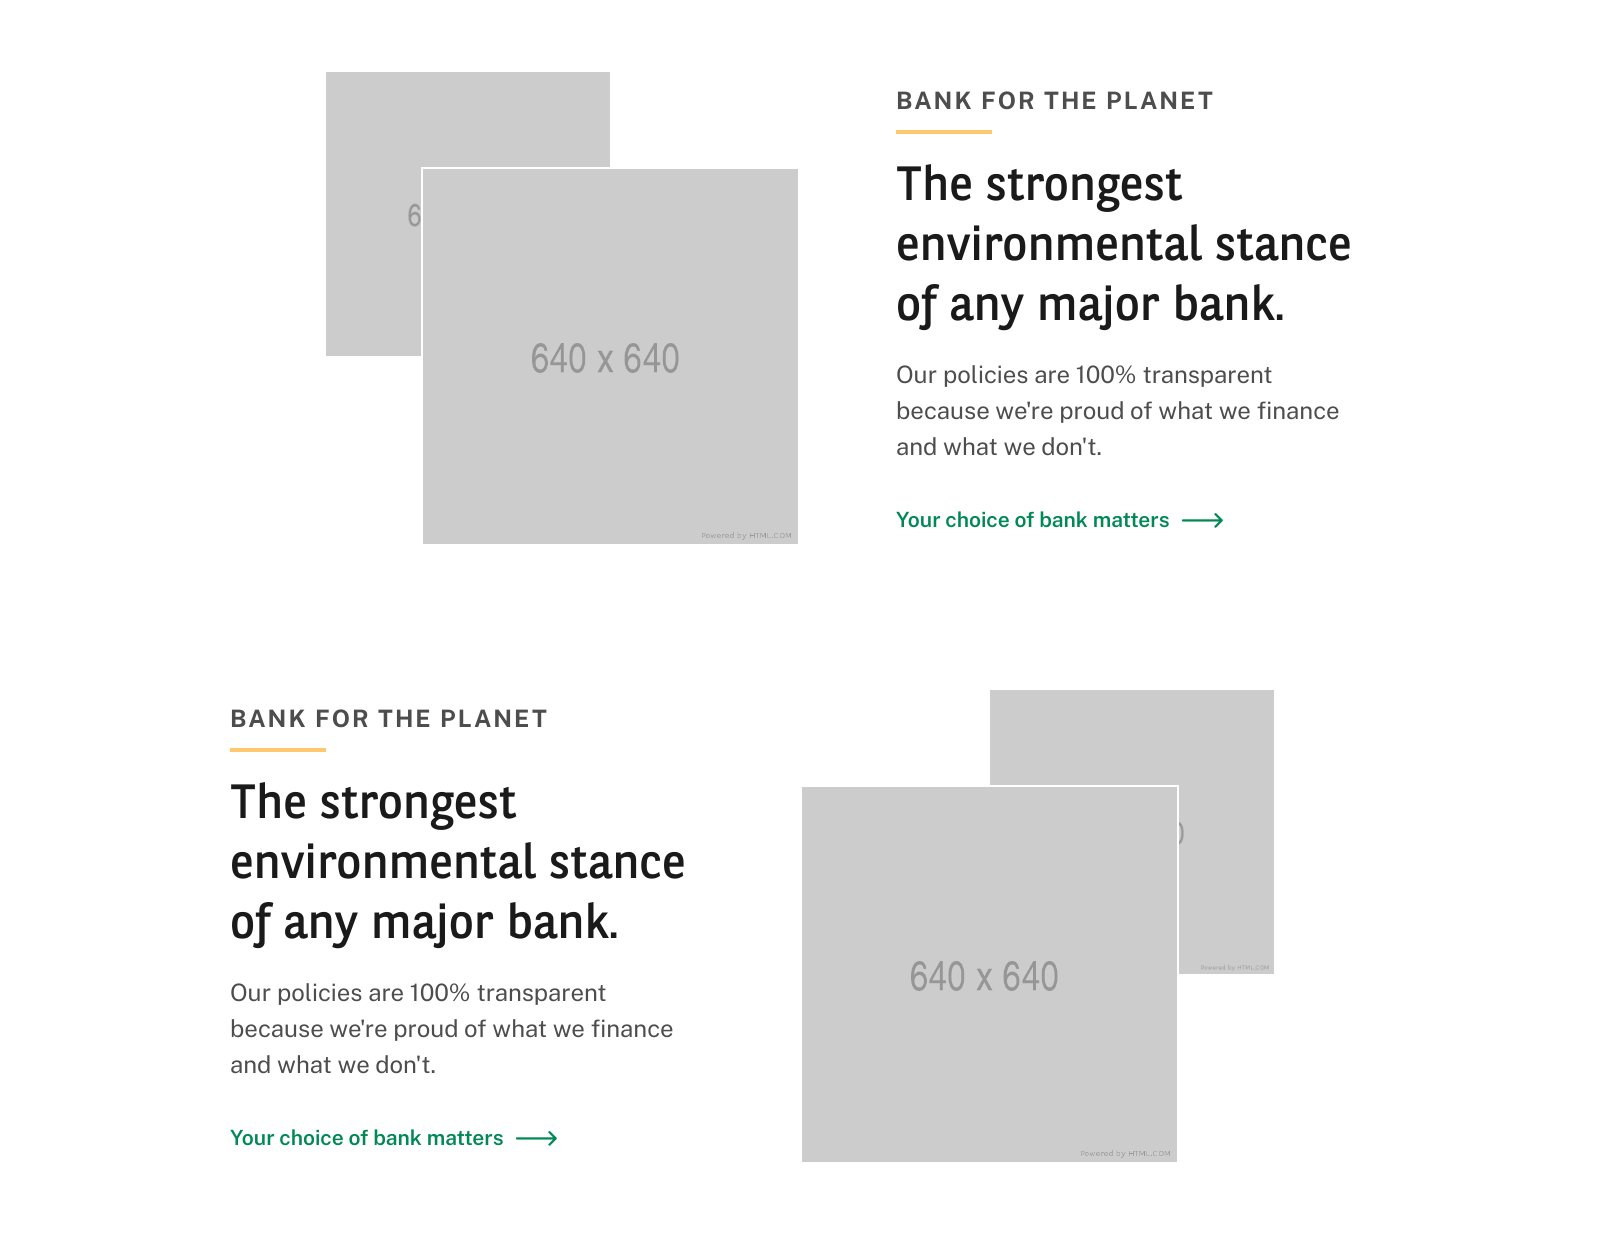 6
640 x 640
Powered by HTML.COM
BANK FOR THE PLANET
The strongest
environmental stance
of any major bank.
Our policies are 100% transparent
because we're proud of what we finance
and what we don't.
Your choice of bank matters
BANK FOR THE PLANET
The strongest
environmental stance
of any major bank.
Our policies are 100% transparent
because we're proud of what we finance
and what we don't.
Your choice of bank matters
640 x 640
Powered by HTML.COM
Powered by HTML.COM